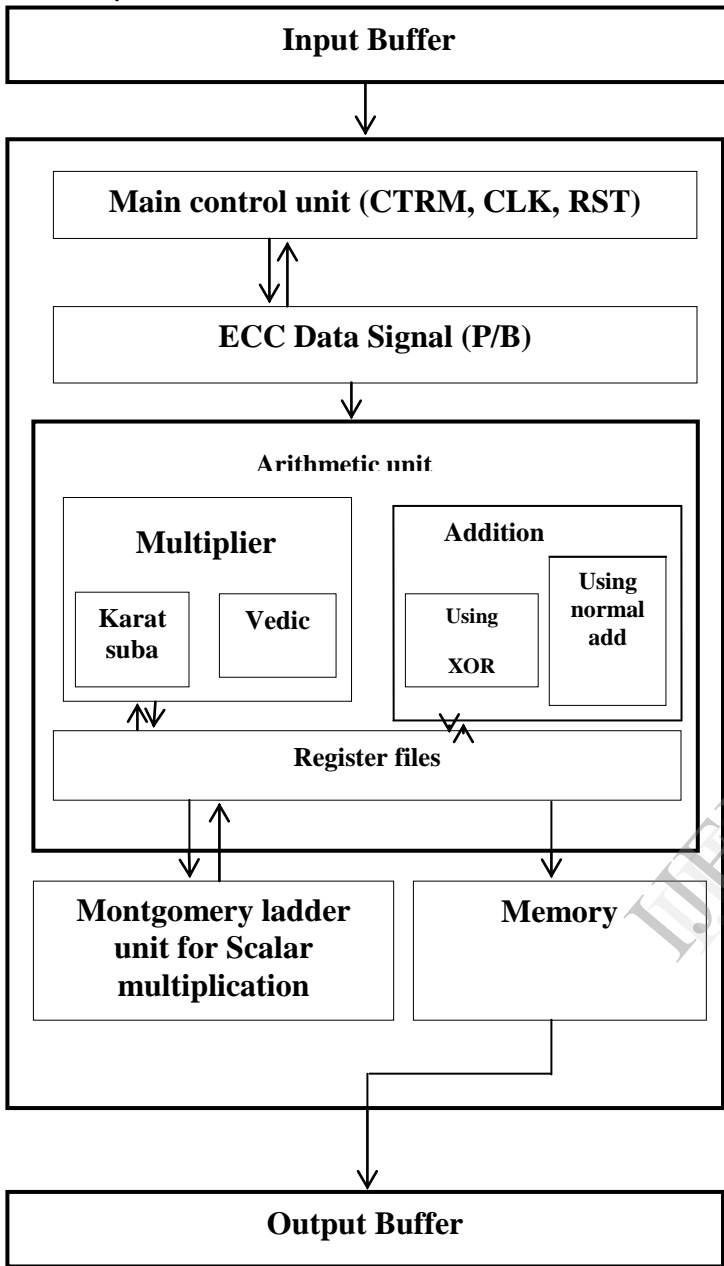 Input Buffer
Main control unit (CTRM, CLK, RST)
ECC Data Signal (P/B)
Arithmetic unit
Multiplier
Karat
suba
Vedic
Addition
Using
XOR
Using
normal
add
Register files
Montgomery ladder
unit for Scalar
multiplication
Memory
Output Buffer